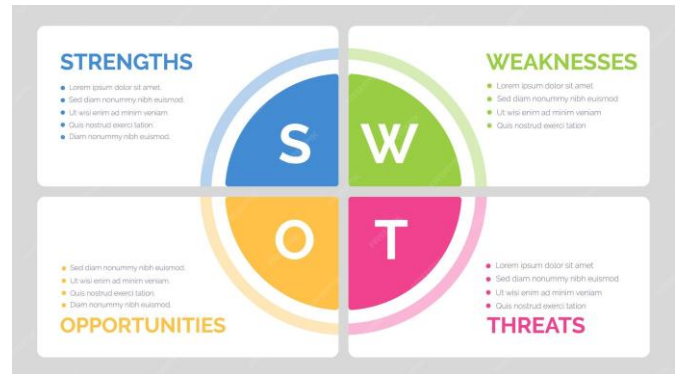 STRENGTHS
Lorem ipsum dolor sit amet
Sed diam nonummy nibh euismod.
Ut wisi enim ad minim veniam
Quis nostrud exerci tation.
Diam nonummy nibh euismod.
WEAKNESSES
Lorem ipsum dolor sit amet
Sed diam nonummy nibh euismod
Ut wisi enim ad minim veniam
Quis nostrud exerci tation
S
W
O
T
Sed diam nonummy nibh euismod.
Ut wisi enim ad minim veniam
Quis nostrud exerci tation.
Diam nonummy nibh euismod.
OPPORTUNITIES
Lorem ipsum dolor sit amet
Sed diam nonummy nibh euismod
Ut wisi enim ad minim veniam
Quis nostrud exerci tation
THREATS